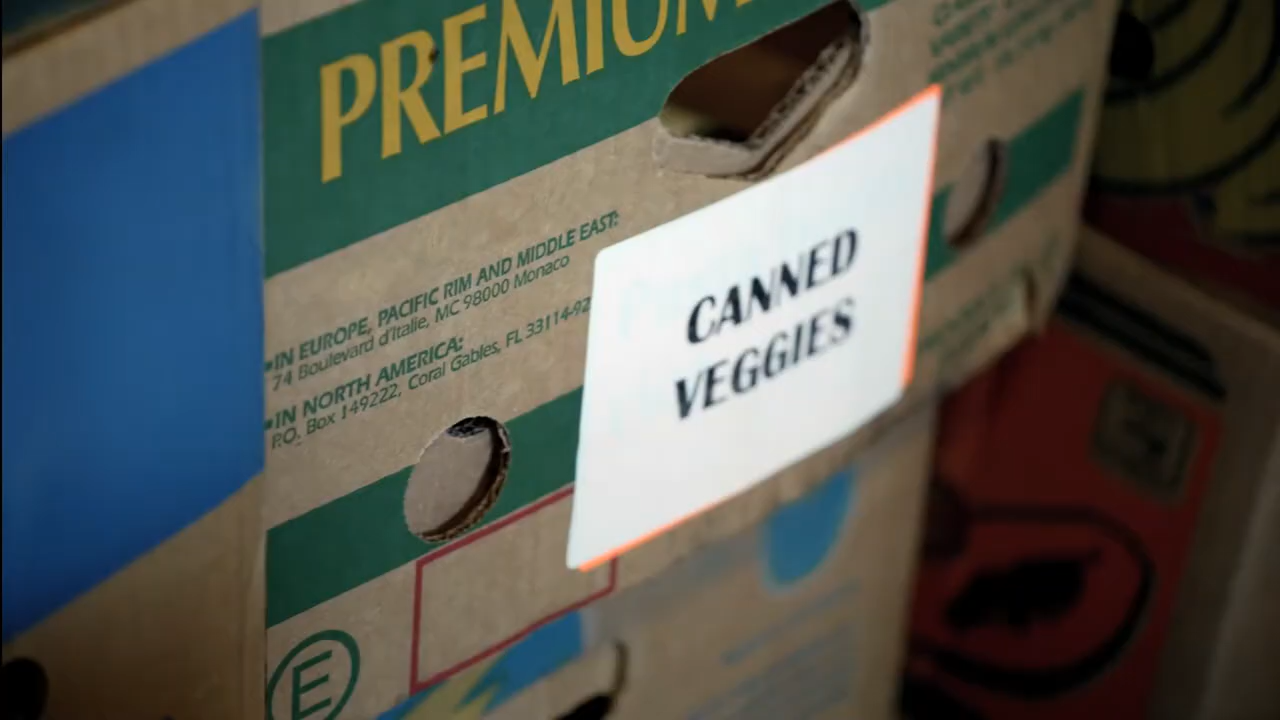 PREMIUM
•IN EUROPE, PACIFIC RIM AND MIDDLE EAST:
74 Boulevard d'Italie, MC 98000 Monaco
•IN NORTH AMERICA:
P.O. Box 149222, Coral Gables, FL 33114-92
CANNED
VEGGIES
E